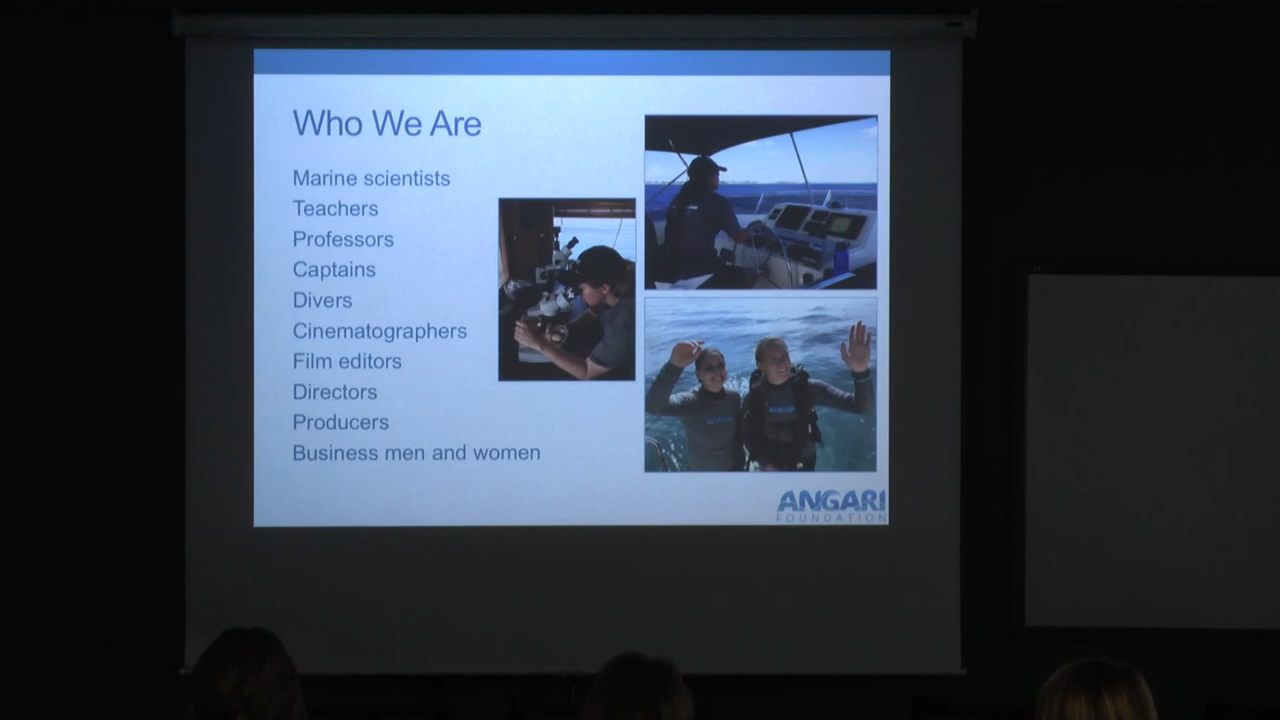 Who We Are
Marine scientists
Teachers
Professors
Captains
Divers
Cinematographers
Film editors
Directors
Producers
Business men and women
ANGARI
FOUNDATION